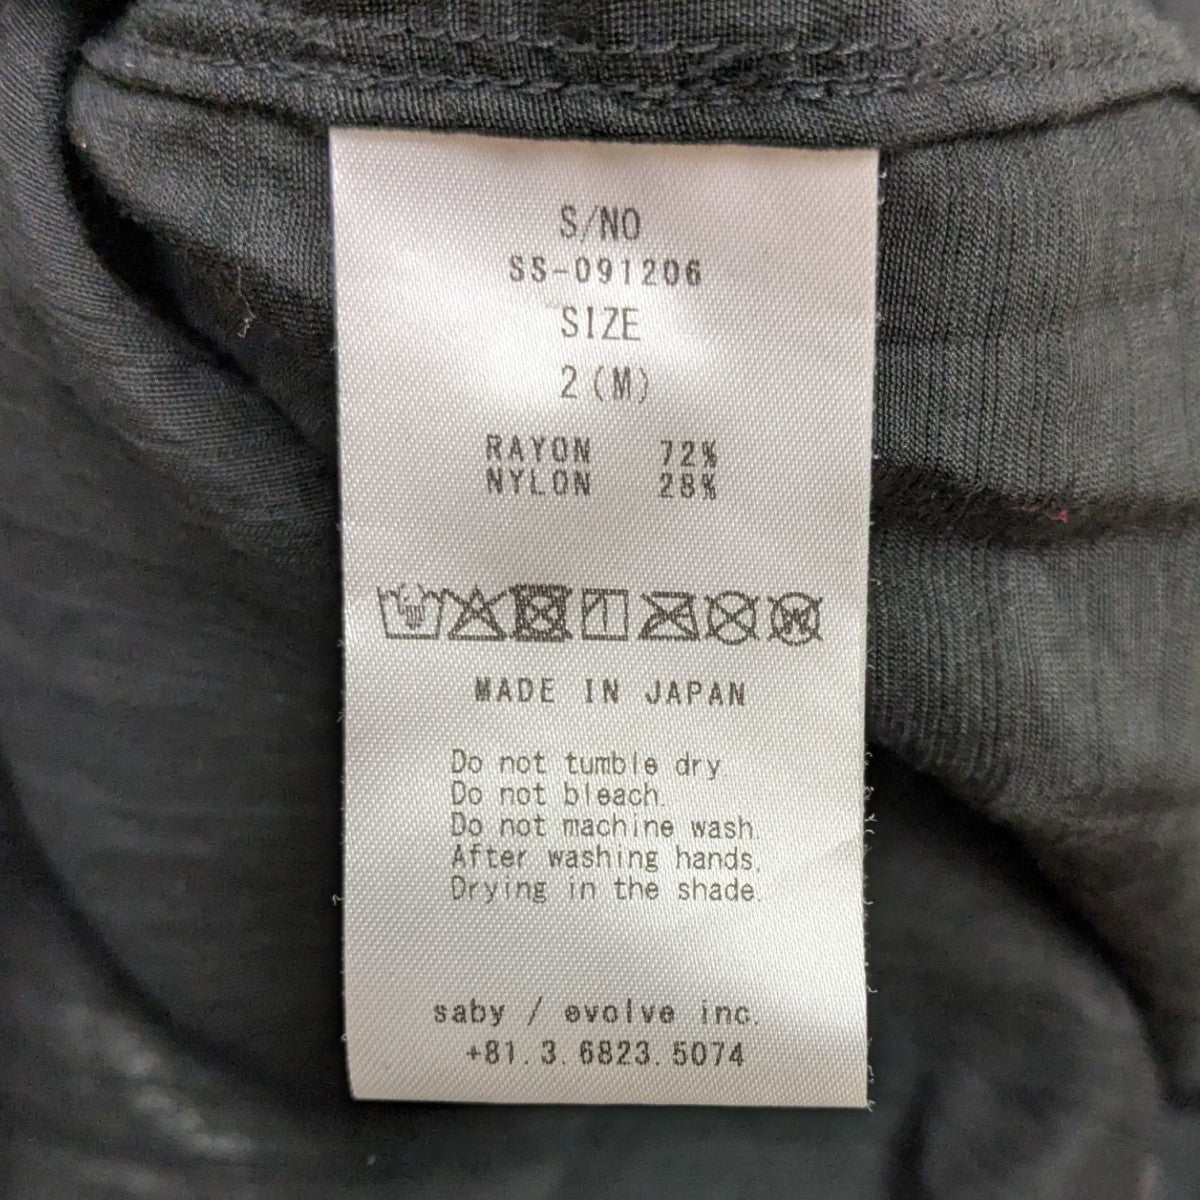 S/NO
SS-091206
SIZE
2(M)
RAYON 72%
NYLON 28%
W
MADE IN JAPAN
Do not tumble dry.
Do not bleach.
Do not machine wash.
After washing hands,
Drying in the shade.
saby / evolve inc.
+81.3.6823.5074